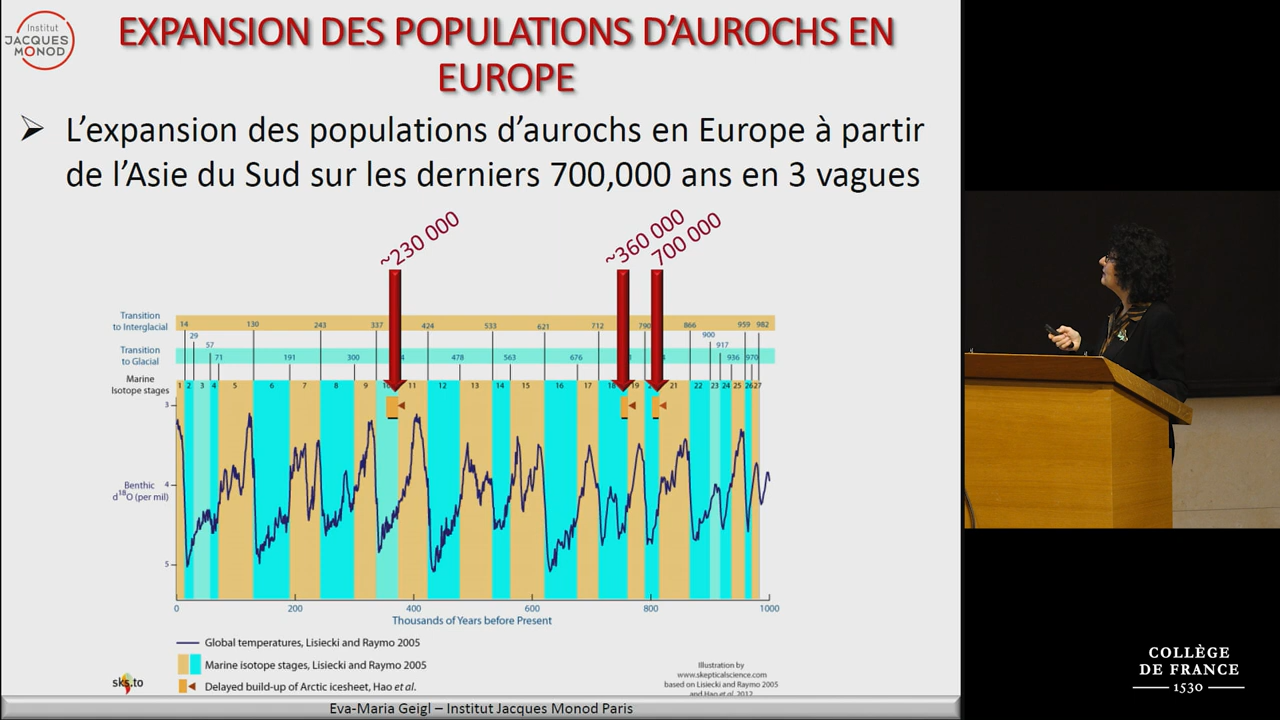 Institut
JACQUES
MONOD
EXPANSION DES POPULATIONS D'AUROCHS EN
EUROPE
L'expansion des populations d'aurochs en Europe à partir
de l'Asie du Sud sur les derniers 700,000 ans en 3 vagues
~230 000
~360 000
700 000
Transition
to Interglacial
14 130 243 337 424 533 621 712 790 866 959 982
29 900
57 917
Transition
to Glacial
71 191 300 478 563 676 936 970
Marine
Isotope stages
1 2 3 4 5 6 7 8 9 10 11 12 13 14 15 16 17 18 19 21 22 23 24 25 26 27
3
Benthic
d18O (per mil)
4
5
0 200 400 600 800 1000
Thousands of Years before Present
Global temperatures, Lisiecki and Raymo 2005
Marine isotope stages, Lisiecki and Raymo 2005
Delayed build-up of Arctic icesheet, Hao et al.
sks.to
Illustration by
www.skepticalscience.com
based on Lisiecki and Raymo 2005
and Hao et al. 2012
Eva-Maria Geigl – Institut Jacques Monod Paris
COLLÈGE
DE FRANCE
1530